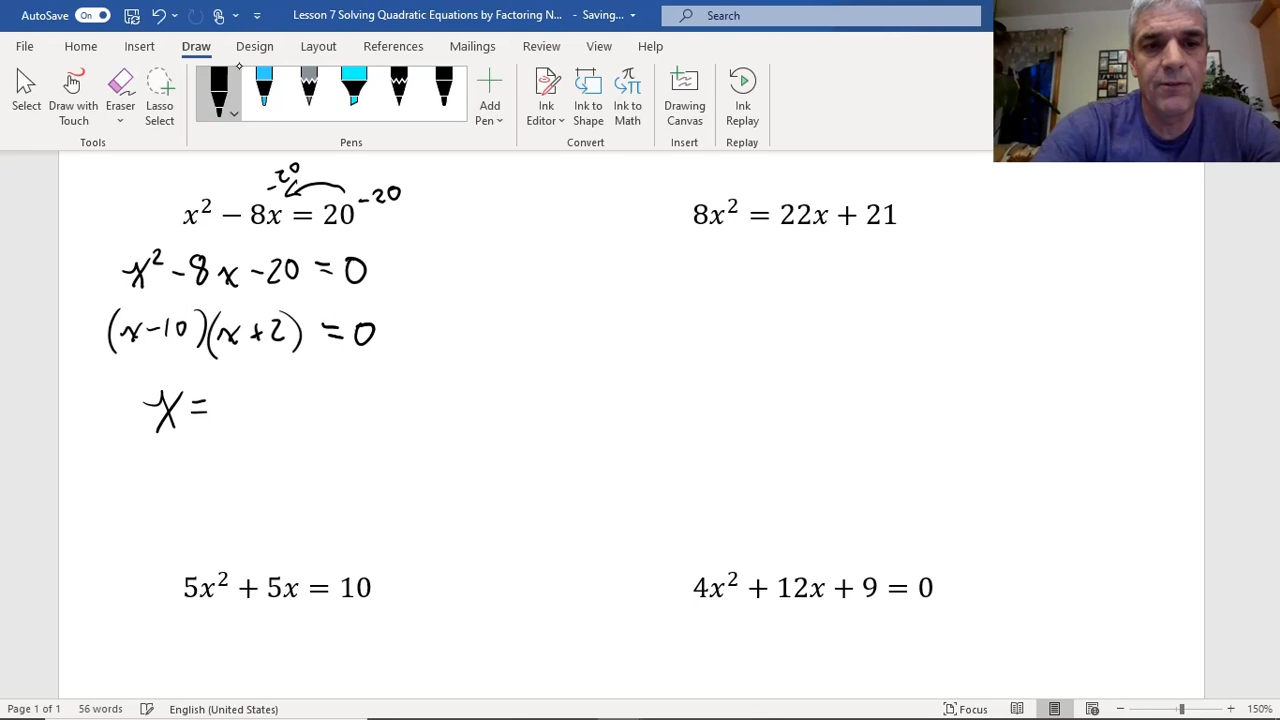 AutoSave On Lesson 7 Solving Quadratic Equations by Factoring N... - Saving... Search
File Home Insert Draw Design Layout References Mailings Review View Help
Select Draw with Touch Eraser Lasso Select Add Pen Ink Editor Ink to Shape Ink to Math Drawing Canvas Ink Replay
Tools Pens Convert Insert Replay
-20 -20
x² − 8x = 20
8x² = 22x + 21
x² -8x -20 = 0
(x-10)(x+2) = 0
x =
5x² + 5x = 10
4x² + 12x + 9 = 0
Page 1 of 1 56 words English (United States) Focus 150%